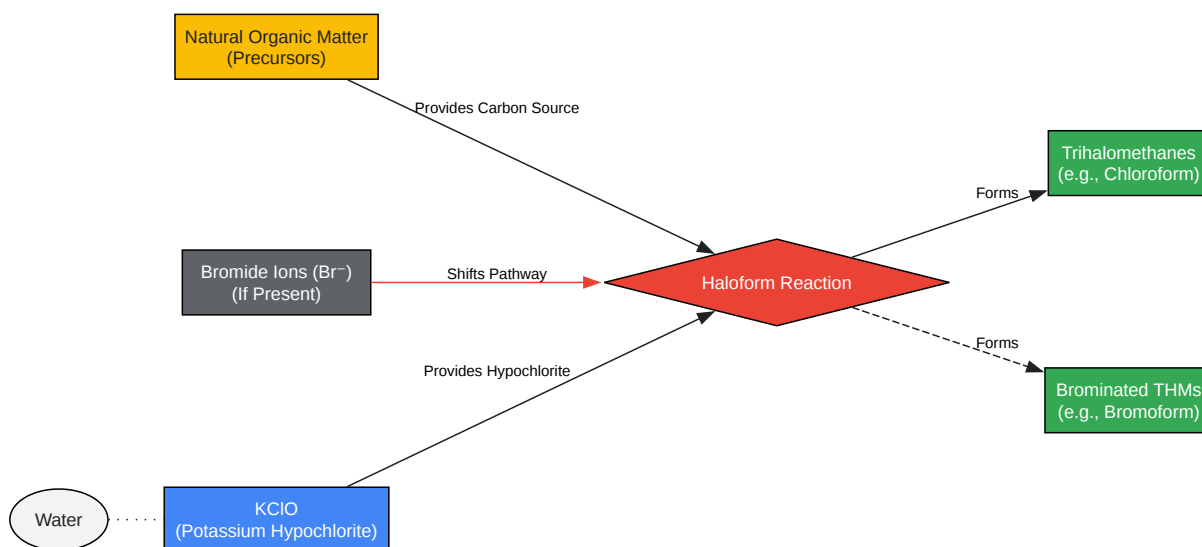 Natural Organic Matter
(Precursors)
Provides Carbon Source
Trihalomethanes
(e.g., Chloroform)
Forms
Bromide Ions (Br⁻)
(If Present)
Shifts Pathway
Haloform Reaction
Forms
Provides Hypochlorite
Brominated THMs
(e.g., Bromoform)
Water
KClO
(Potassium Hypochlorite)